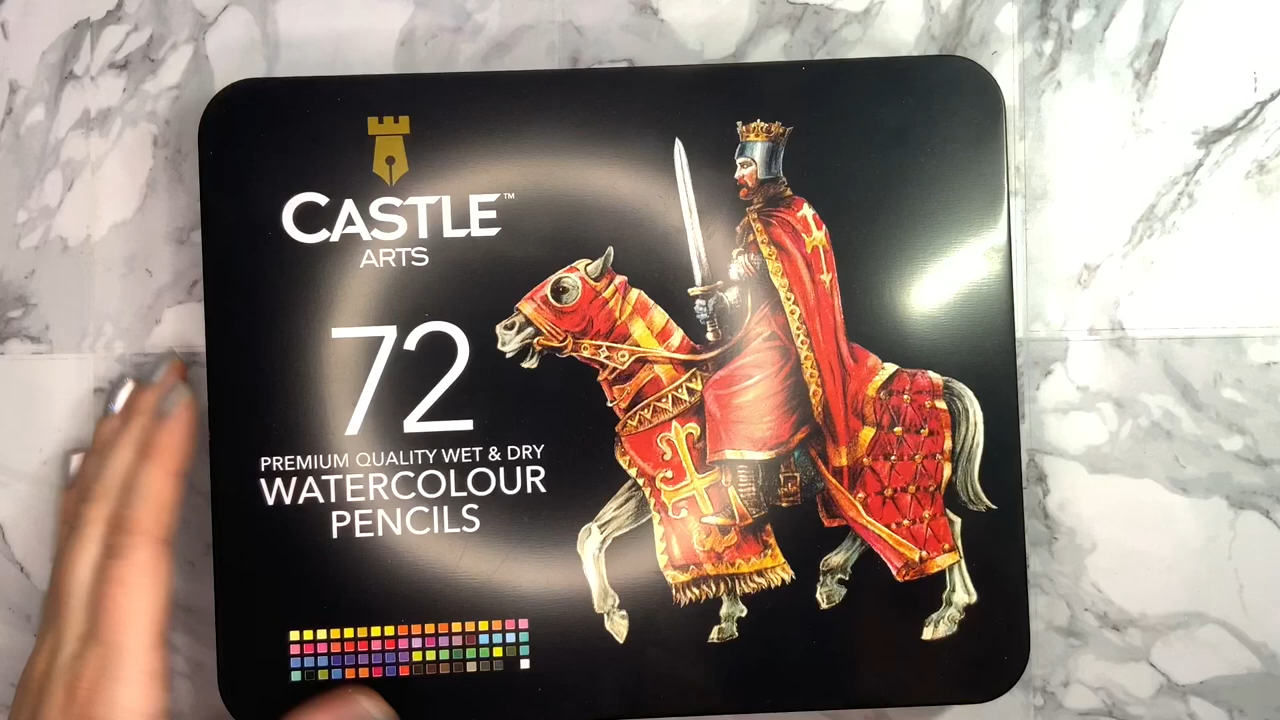 CASTLE™
ARTS
72
PREMIUM QUALITY WET & DRY
WATERCOLOUR
PENCILS